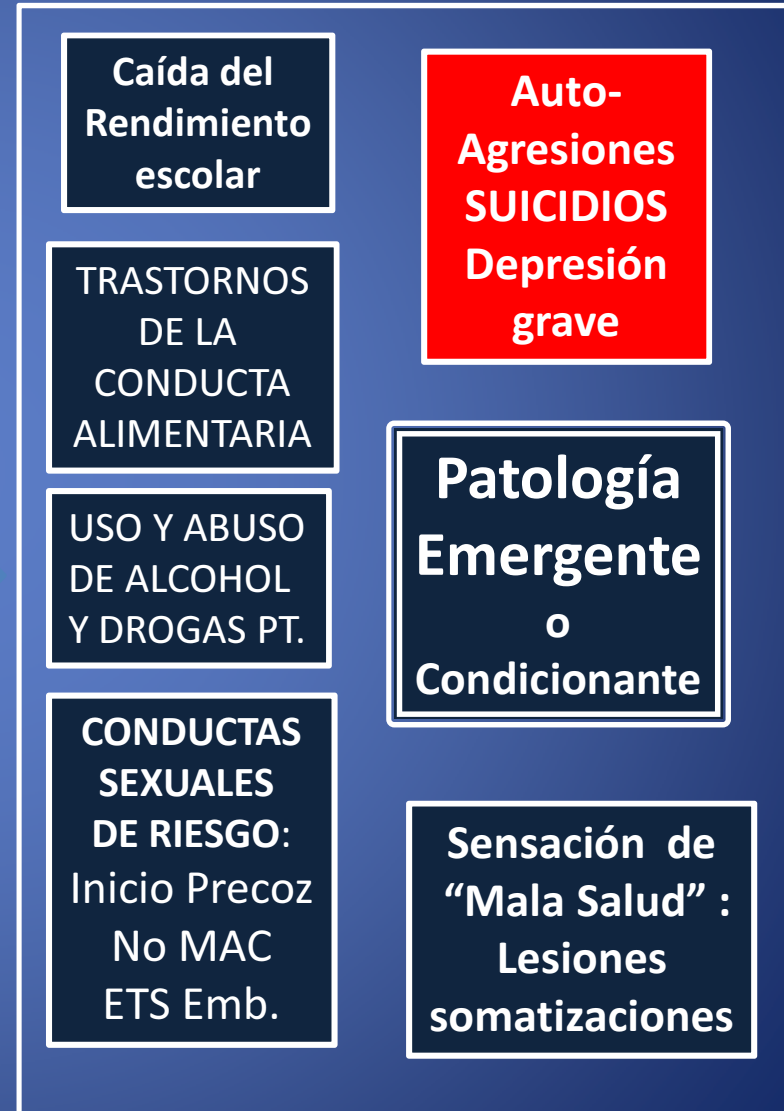 Caída del
Rendimiento
escolar
TRASTORNOS
DE LA
CONDUCTA
ALIMENTARIA
USO Y ABUSO
DE ALCOHOL
Y DROGAS PT.
CONDUCTAS
SEXUALES
DE RIESGO:
Inicio Precoz
No MAC
ETS Emb.
Auto-
Agresiones
SUICIDIOS
Depresión
grave
Patología
Emergente
o
Condicionante
Sensación de
“Mala Salud” :
Lesiones
somatizaciones